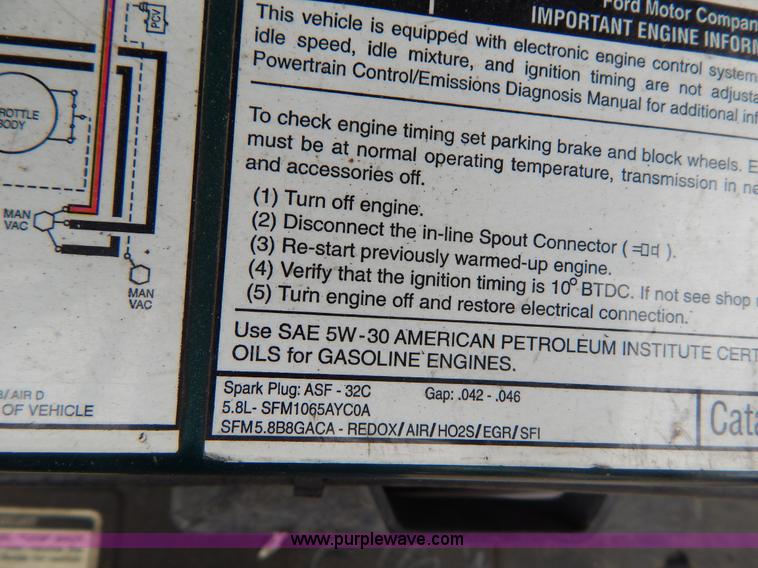 PCV
THROTTLE
BODY
MAN
VAC
MAN
VAC
/AIR D
OF VEHICLE
Ford Motor Company
IMPORTANT ENGINE
This vehicle is equipped with electronic engine control system
idle speed, idle mixture, and ignition timing are not
Powertrain Control/Emissions Diagnosis Manual for additional
To check engine timing set parking brake and block wheels.
must be at normal operating temperature, transmission in
and accessories off.
(1) Turn off engine.
(2) Disconnect the in-line Spout Connector ( ).
(3) Re-start previously warmed-up engine.
(4) Verify that the ignition timing is 10° BTDC. If not see shop
(5) Turn engine off and restore electrical connection.
Use SAE 5W-30 AMERICAN PETROLEUM INSTITUTE CERT
OILS for GASOLINE ENGINES.
Spark Plug: ASF - 32C Gap: .042 - .046
5.8L- SFM1065AYC0A
SFM5.8B8GACA - REDOX/AIR/HO2S/EGR/SFI
Cata
www.purplewave.com